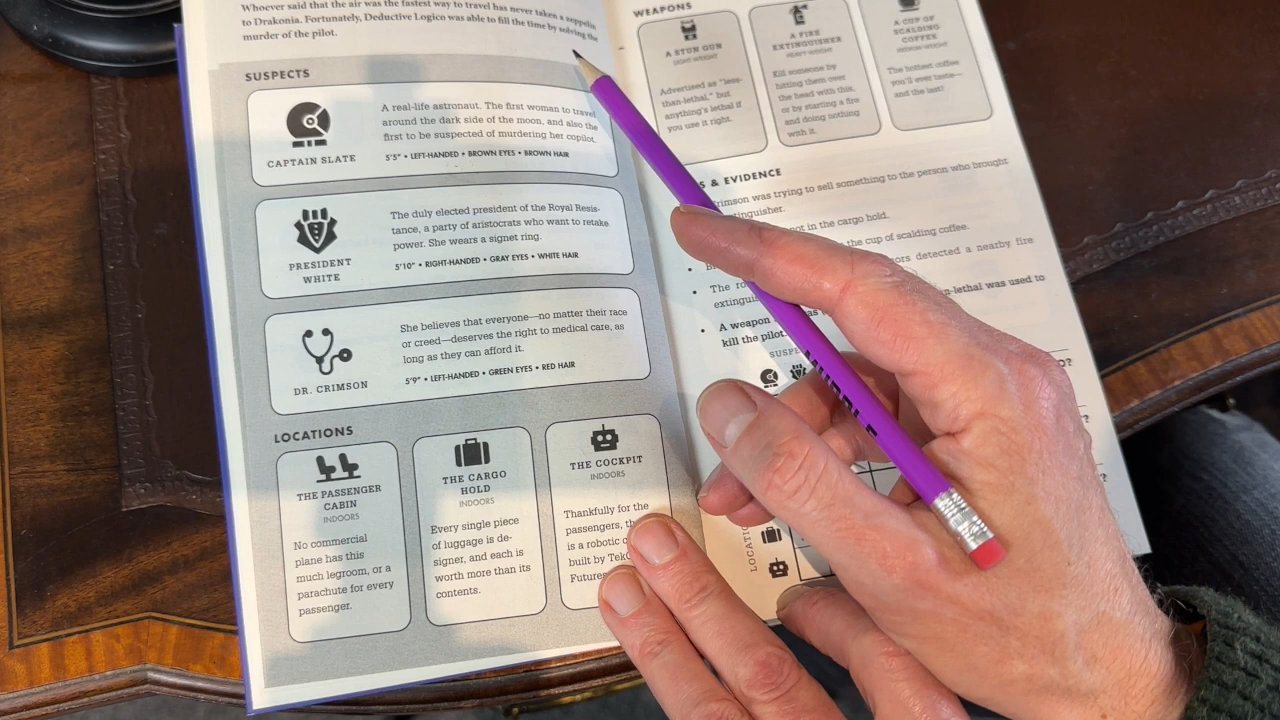 Whoever said that the air was the fastest way to travel has never taken a zeppelin
to Drakonia. Fortunately, Deductive Logico was able to fill the time by solving the
murder of the pilot.
SUSPECTS
CAPTAIN SLATE
A real-life astronaut. The first woman to travel
around the dark side of the moon, and also the
first to be suspected of murdering her copilot.
5'5" • LEFT-HANDED • BROWN EYES • BROWN HAIR
PRESIDENT
WHITE
The duly elected president of the Royal Resis-
tance, a party of aristocrats who want to retake
power. She wears a signet ring.
5'10" • RIGHT-HANDED • GRAY EYES • WHITE HAIR
DR. CRIMSON
She believes that everyone—no matter their race
or creed—deserves the right to medical care, as
long as they can afford it.
5'9" • LEFT-HANDED • GREEN EYES • RED HAIR
LOCATIONS
THE PASSENGER
CABIN
INDOORS
No commercial
plane has this
much legroom, or a
parachute for every
passenger.
THE CARGO
HOLD
INDOORS
Every single piece
of luggage is de-
signer, and each is
worth more than its
contents.
THE COCKPIT
INDOORS
Thankfully for the
passengers,
is a robotic
built by
WEAPONS
A STUN GUN
LIGHT-WEIGHT
Advertised as "less-
than-lethal," but
anything's lethal if
you use it right.
A FIRE
EXTINGUISHER
HEAVY-WEIGHT
Kill someone by
hitting them over
the head with this,
or by starting a fire
and doing nothing
with it.
A CUP OF
SCALDING
COFFEE
MEDIUM-WEIGHT
The hottest coffee
you'll ever taste—
and the last!
& EVIDENCE
was trying to sell something to the person who brought
in the cargo hold.
the cup of scalding coffee.
The
detected a nearby fire
A weapon
was used to
kill the pilot.
MURDLE